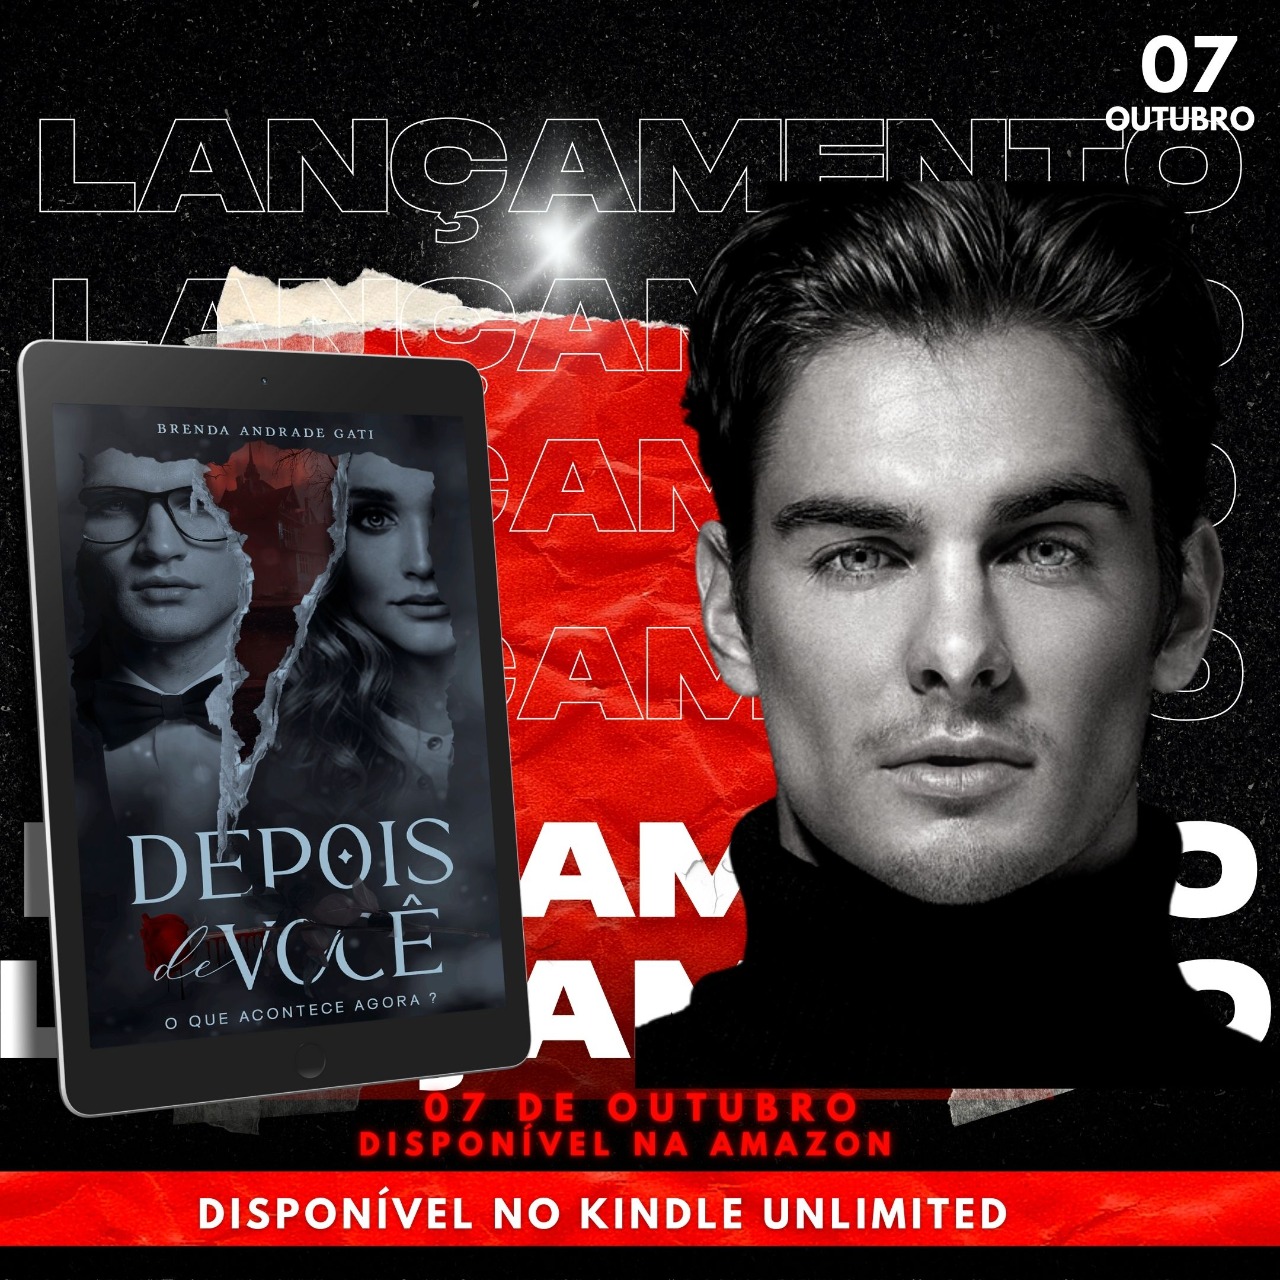 07
OUTUBRO
LANÇAMENTO
BRENDA ANDRADE GATI
DEPOIS
de VOCÊ
O QUE ACONTECE AGORA ?
07 DE OUTUBRO
DISPONÍVEL NA AMAZON
DISPONÍVEL NO KINDLE UNLIMITED